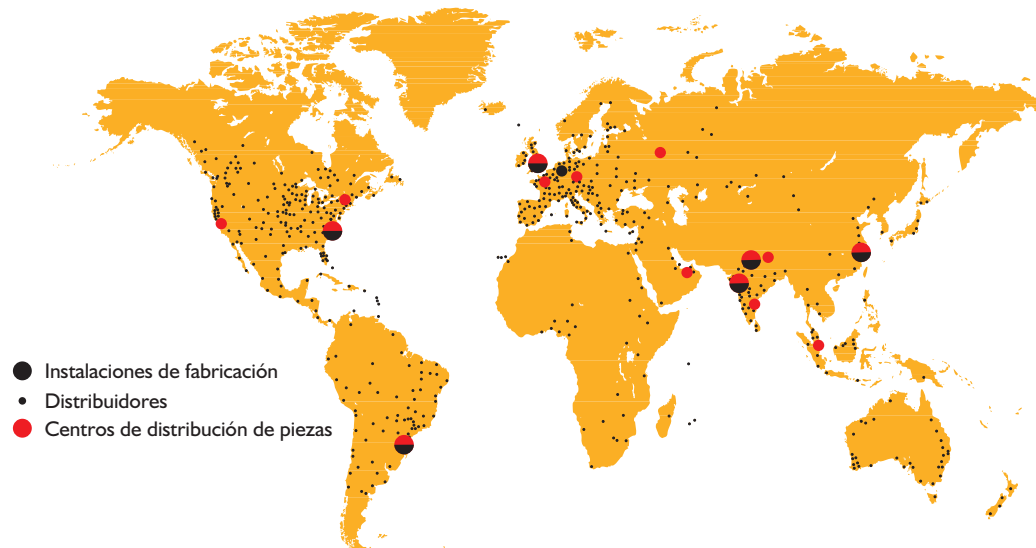 Instalaciones de fabricación
Distribuidores
Centros de distribución de piezas